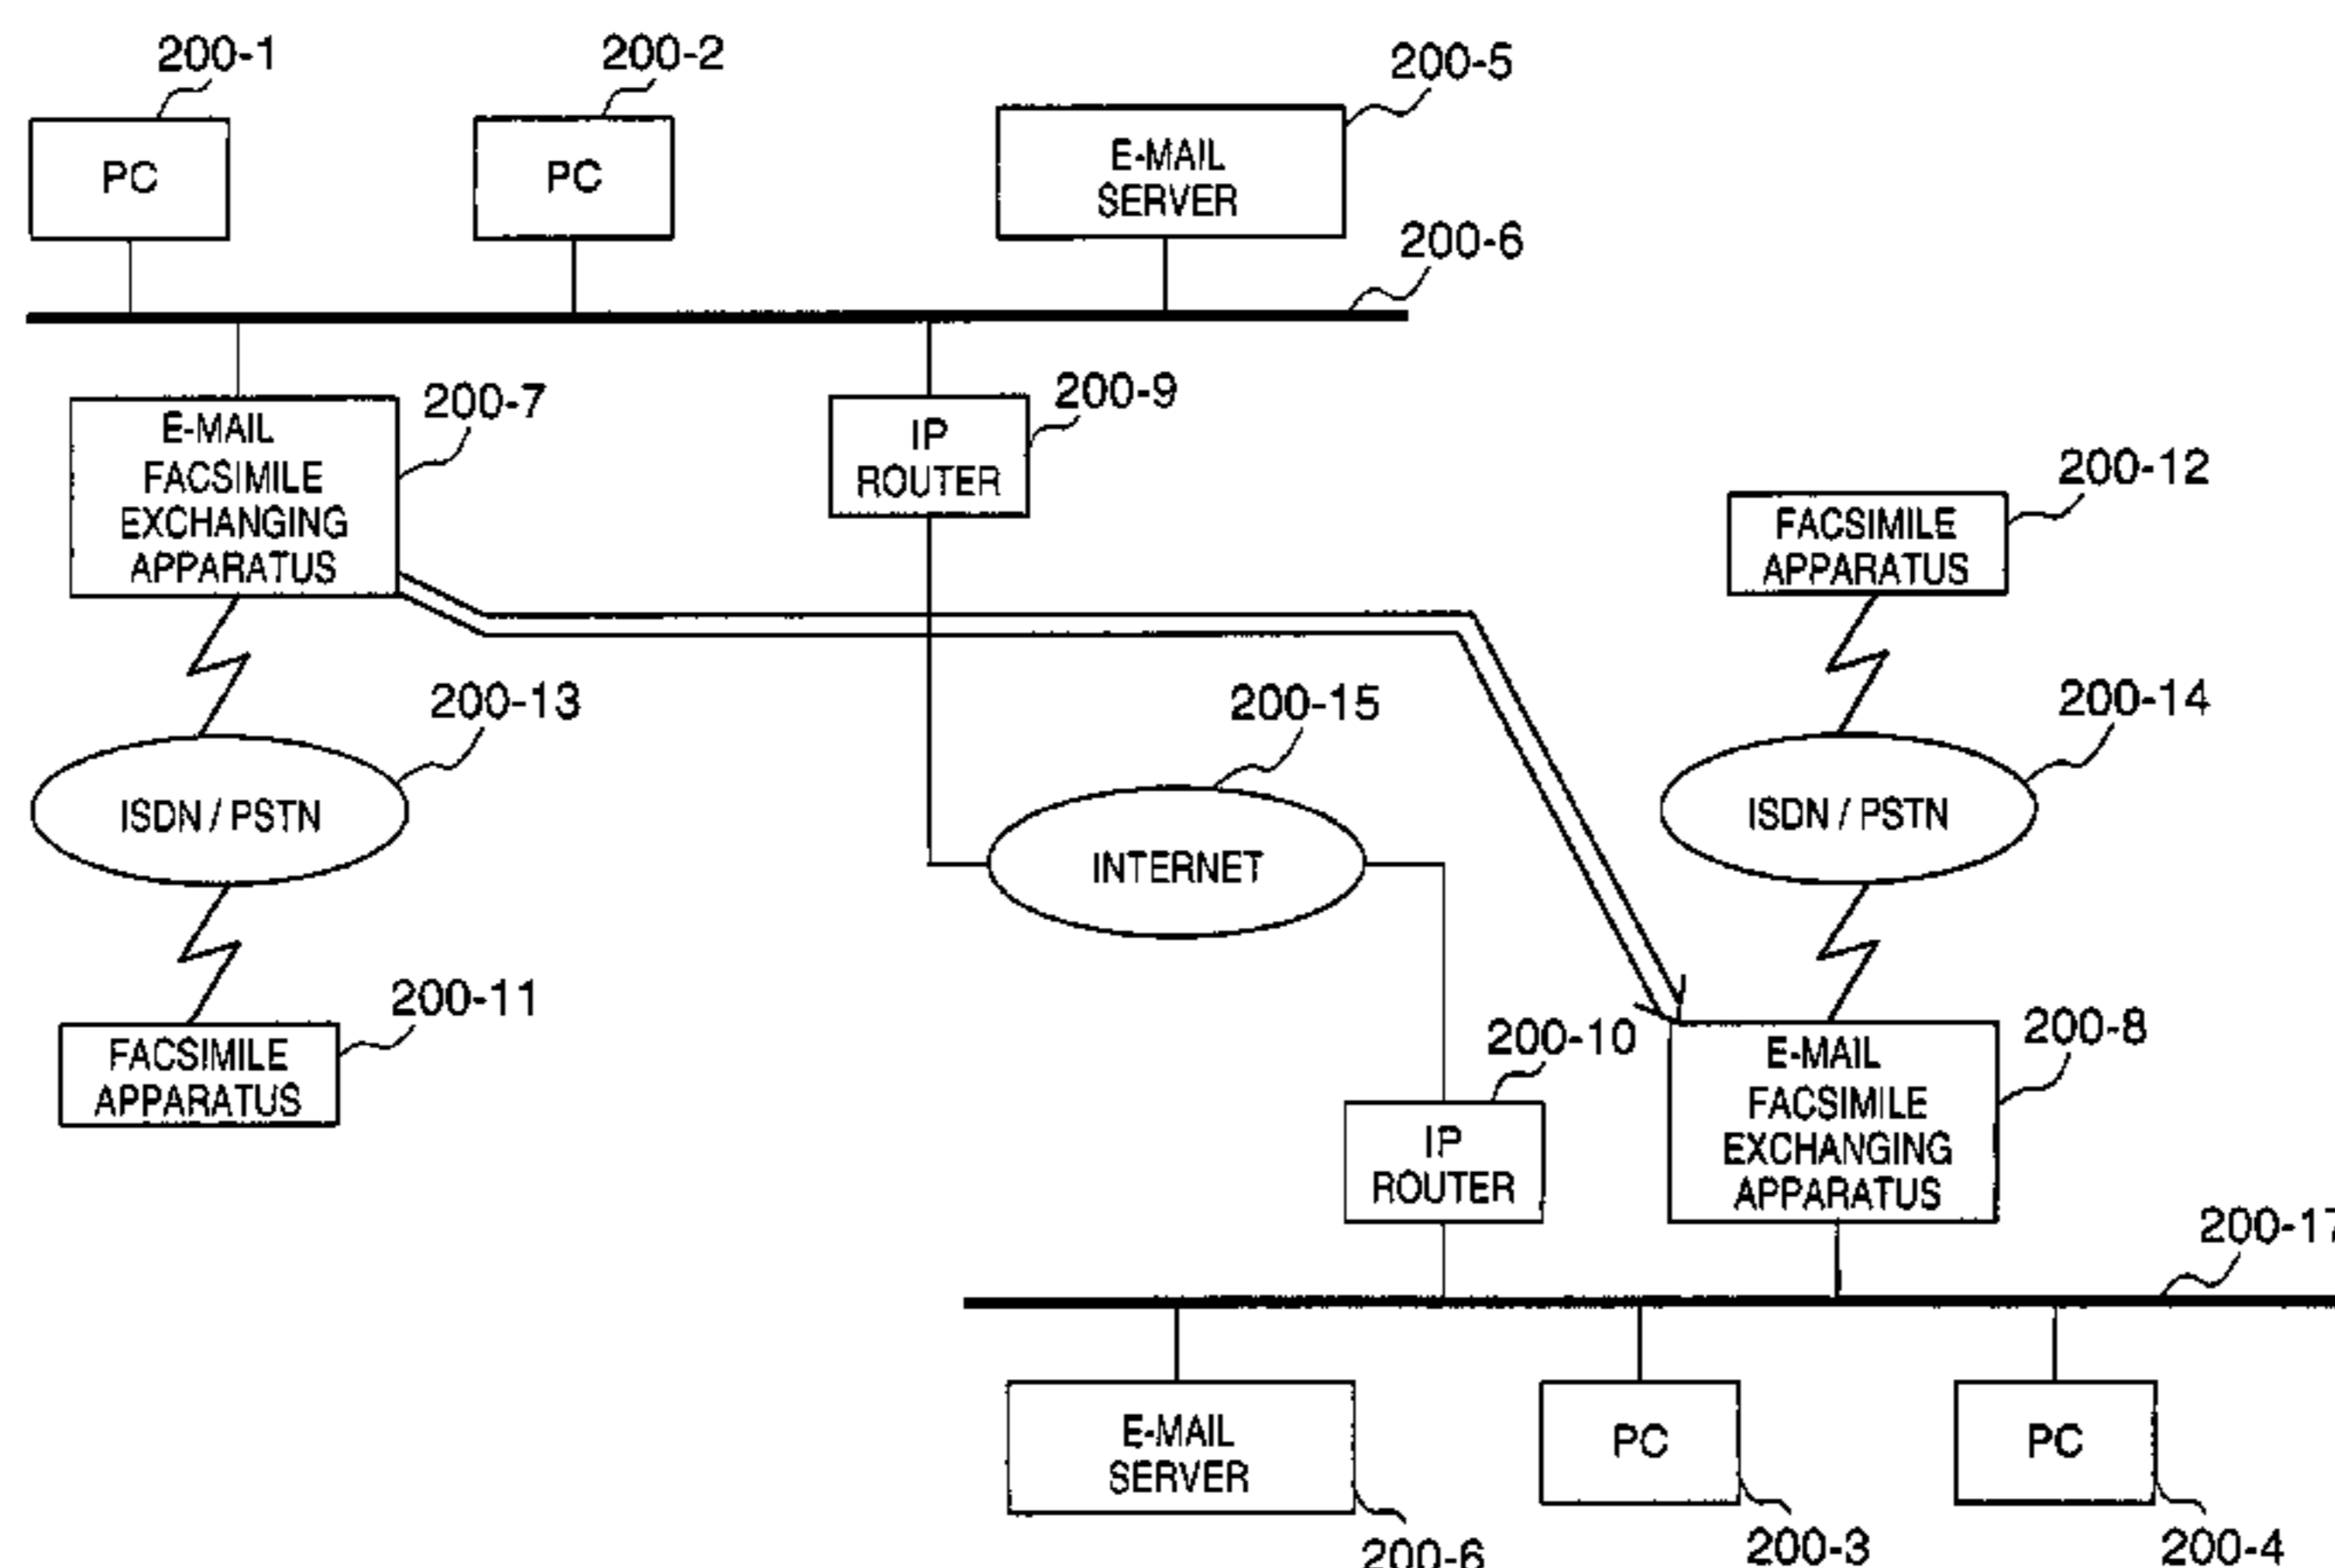 200-1
200-2
200-5
PC
PC
E-MAIL
SERVER
200-6
200-7
200-9
E-MAIL
FACSIMILE
EXCHANGING
APPARATUS
IP
ROUTER
200-12
FACSIMILE
APPARATUS
200-13
200-15
200-14
ISDN / PSTN
INTERNET
ISDN / PSTN
200-11
FACSIMILE
APPARATUS
200-10
200-8
IP
ROUTER
E-MAIL
FACSIMILE
EXCHANGING
APPARATUS
200-17
E-MAIL
SERVER
PC
PC
200-6
200-3
200-4